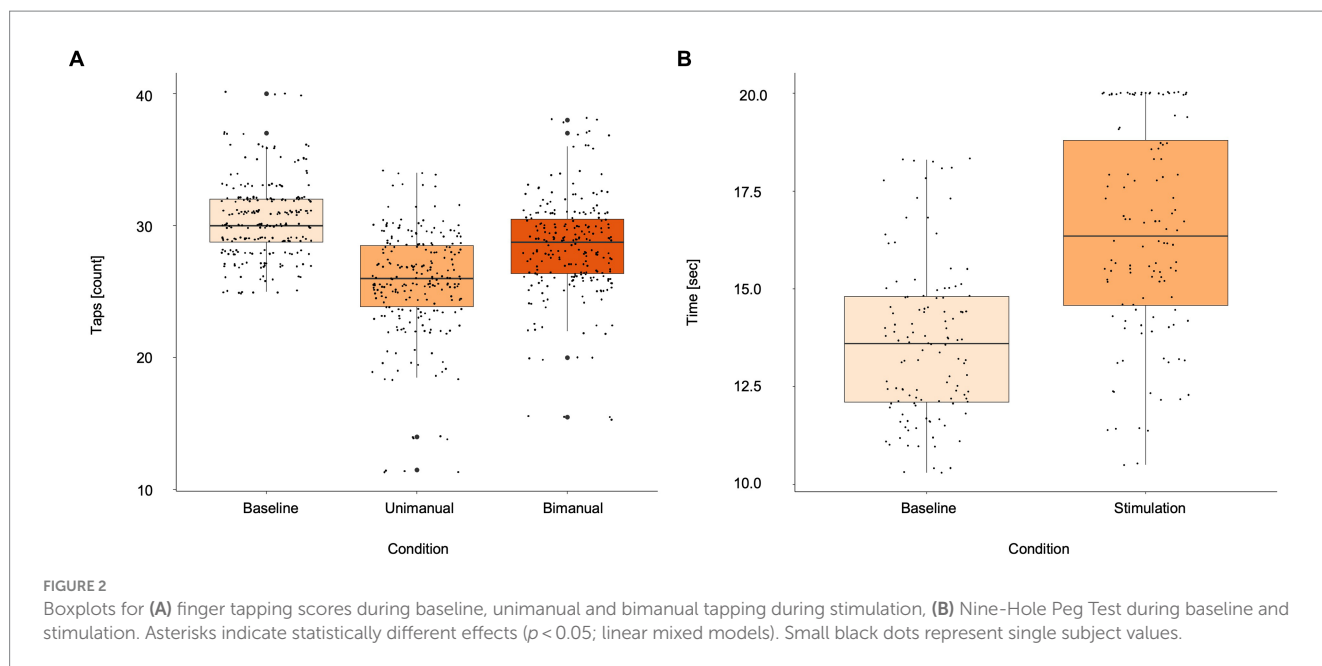 A
B
40
30
20
10
Taps [count]
Baseline
Unimanual
Bimanual
Condition
20.0
17.5
15.0
12.5
10.0
Time [sec]
Baseline
Stimulation
Condition
FIGURE 2
Boxplots for (A) finger tapping scores during baseline, unimanual and bimanual tapping during stimulation, (B) Nine-Hole Peg Test during baseline and
stimulation. Asterisks indicate statistically different effects (p < 0.05; linear mixed models). Small black dots represent single subject values.